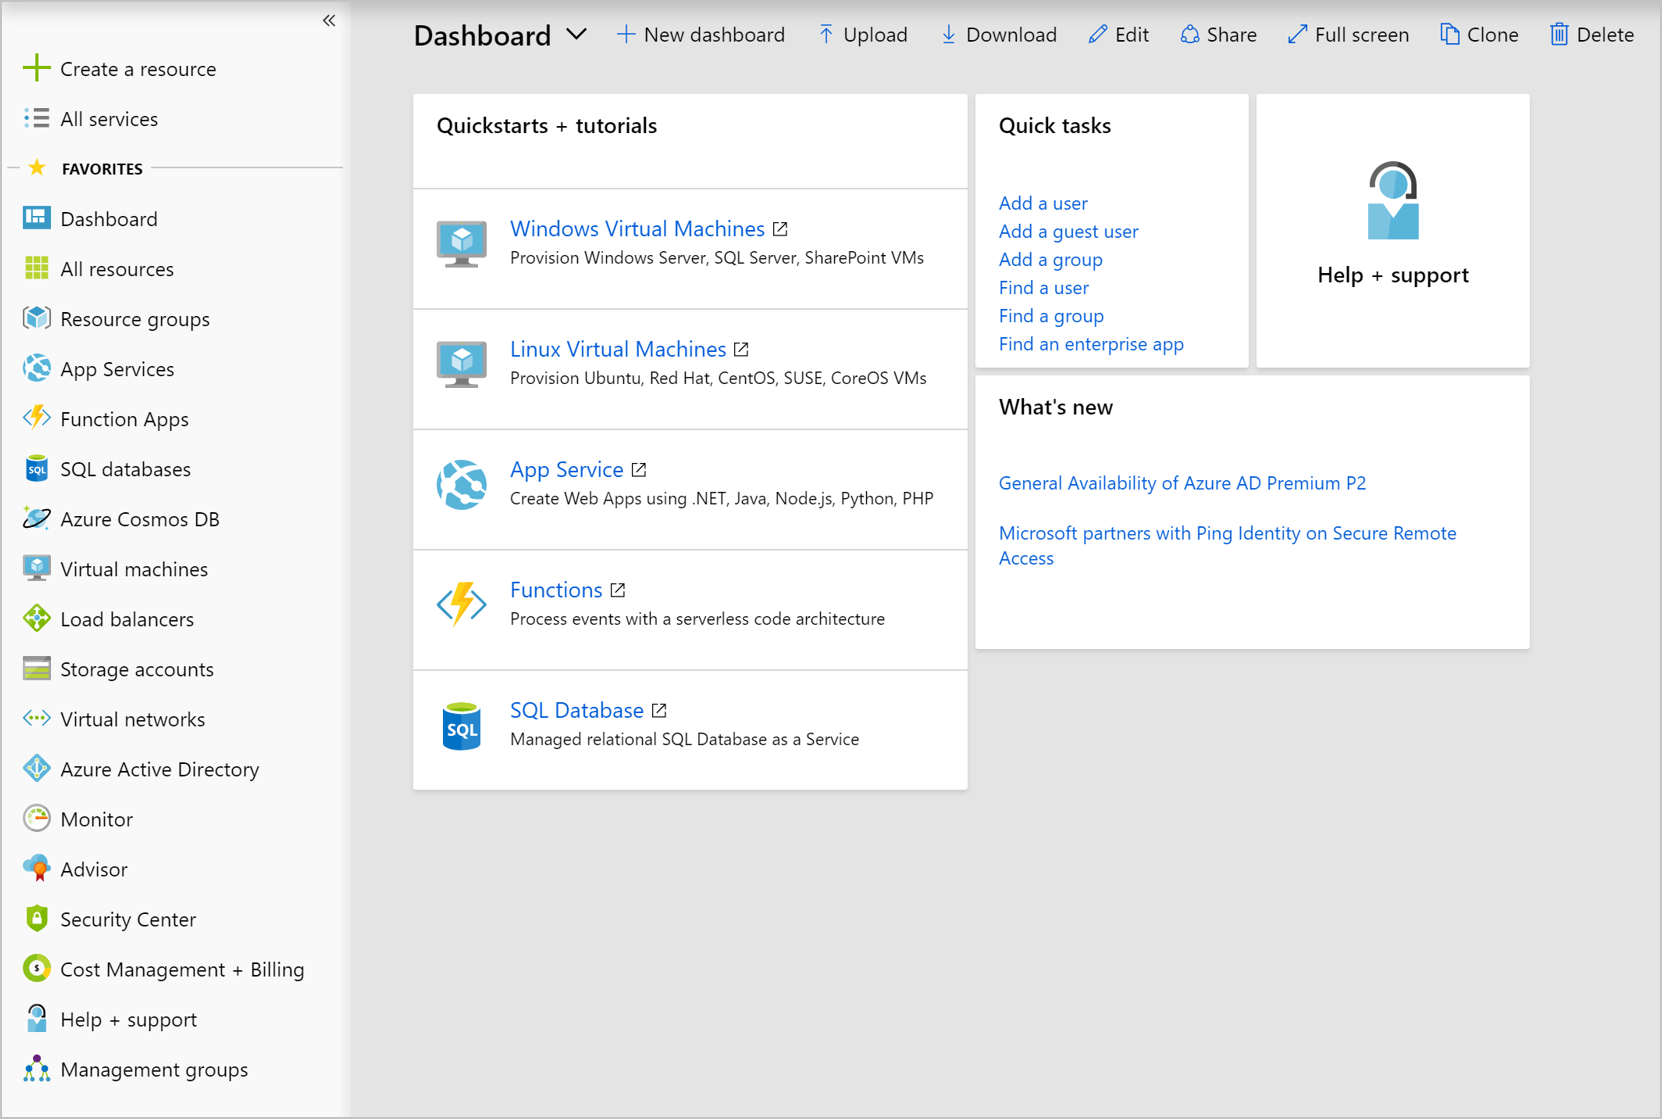 «
Create a resource
All services
FAVORITES
Dashboard
All resources
Resource groups
App Services
Function Apps
SQL databases
SQL
Azure Cosmos DB
Virtual machines
Load balancers
Storage accounts
Virtual networks
Azure Active Directory
Monitor
Advisor
Security Center
$
Cost Management + Billing
Help + support
Management groups
Dashboard
New dashboard
Upload
Download
Edit
Share
Full screen
Clone
Delete
Quickstarts + tutorials
Windows Virtual Machines
Provision Windows Server, SQL Server, SharePoint VMs
Linux Virtual Machines
Provision Ubuntu, Red Hat, CentOS, SUSE, CoreOS VMs
App Service
Create Web Apps using .NET, Java, Node.js, Python, PHP
Functions
Process events with a serverless code architecture
SQL
SQL Database
Managed relational SQL Database as a Service
Quick tasks
Add a user
Add a guest user
Add a group
Find a user
Find a group
Find an enterprise app
Help + support
What's new
General Availability of Azure AD Premium P2
Microsoft partners with Ping Identity on Secure Remote
Access